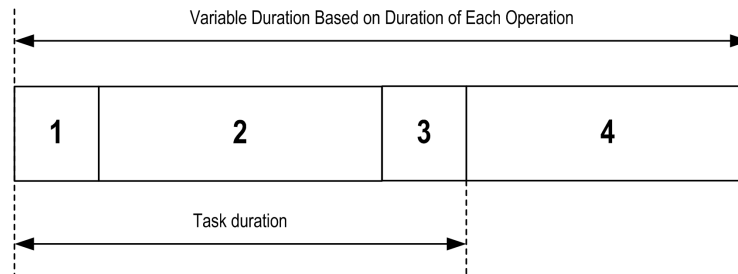 Variable Duration Based on Duration of Each Operation
1 2 3 4
Task duration